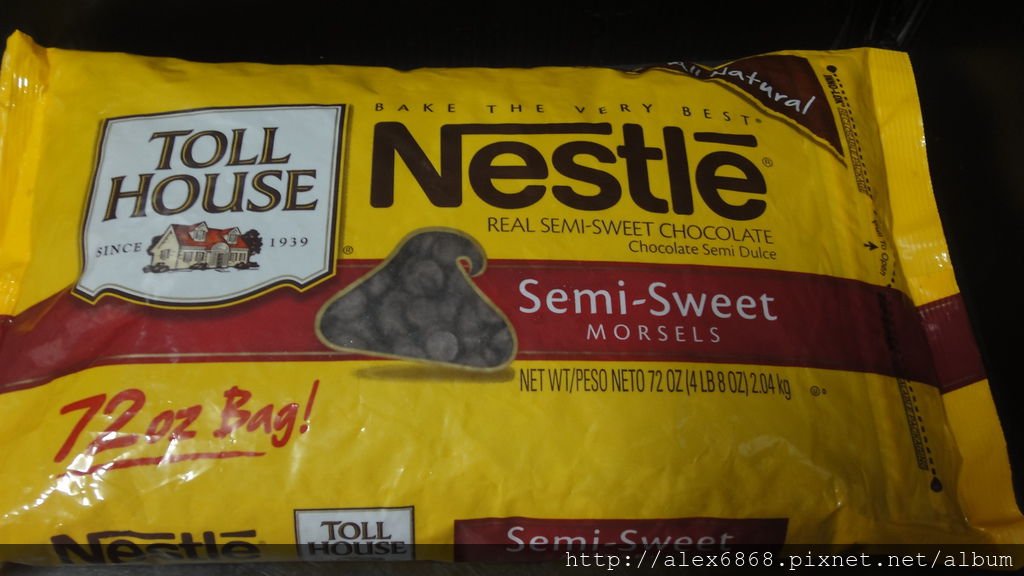 All Natural
BAKE THE VERY BEST®
TOLL
HOUSE
SINCE 1939
®
Nestlé®
REAL SEMI-SWEET CHOCOLATE
Chocolate Semi Dulce
Semi-Sweet
MORSELS
NET WT/PESO NETO 72 OZ (4 LB 8 OZ) 2.04 kg
72 oz Bag!
Nestlé
TOLL
HOUSE
Semi-Sweet
http://alex6868.pixnet.net/album